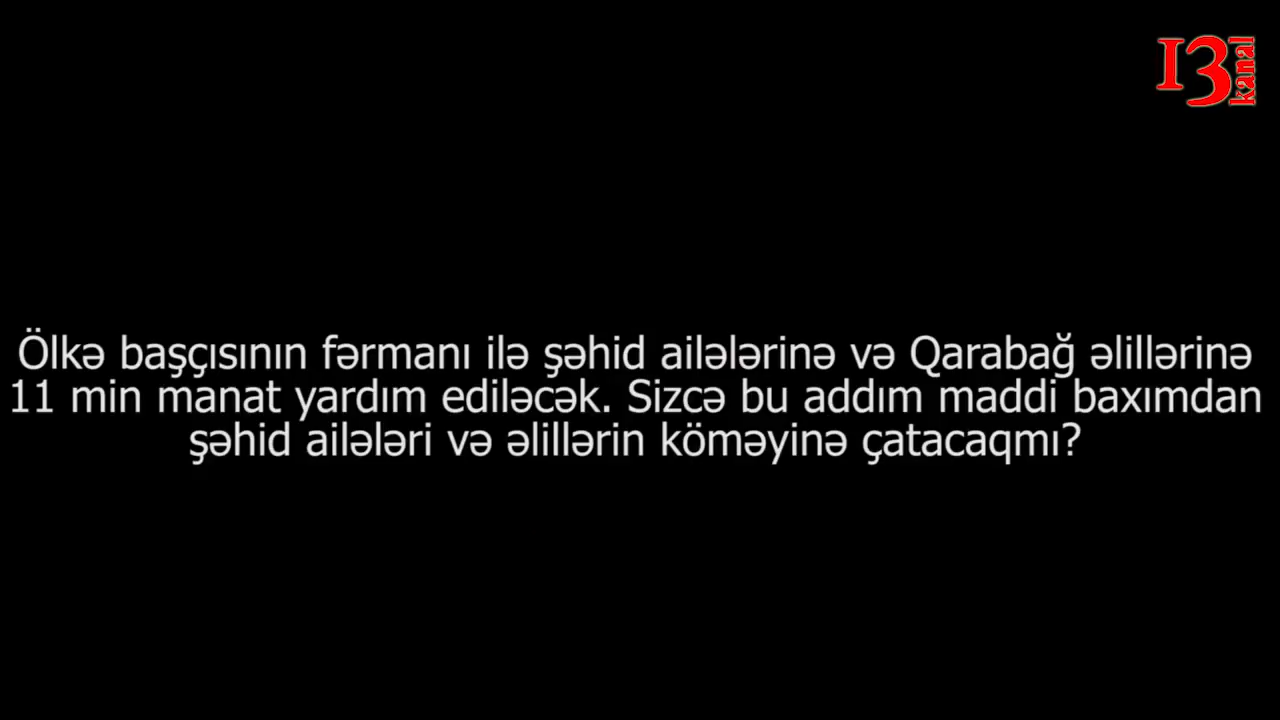 13
kanal
Ölkə başçısının fərmanı ilə şəhid ailələrinə və Qarabağ əlillərinə
11 min manat yardım ediləcək. Sizcə bu addım maddi baxımdan
şəhid ailələri və əlillərin köməyinə çatacaqmı?